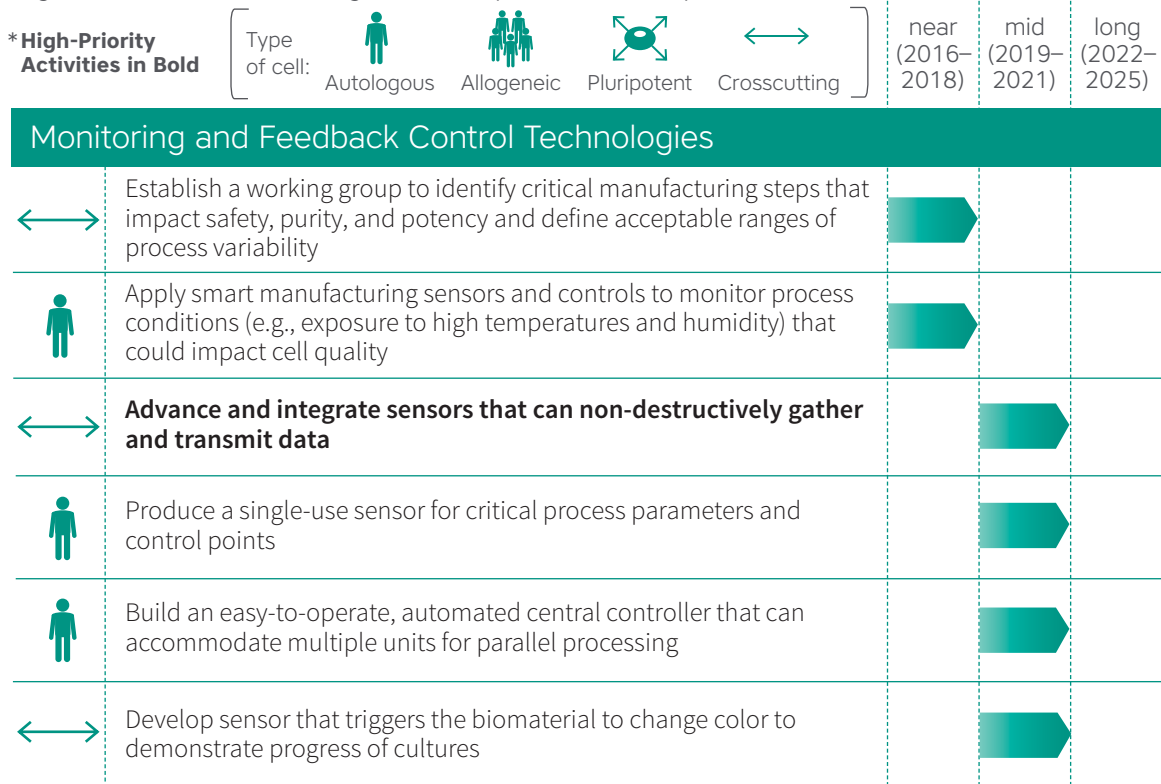 *High-Priority
Activities in Bold
Type
of cell:
Autologous
Allogeneic
Pluripotent
Crosscutting
near
(2016–
2018)
mid
(2019–
2021)
long
(2022–
2025)
Monitoring and Feedback Control Technologies
Establish a working group to identify critical manufacturing steps that
impact safety, purity, and potency and define acceptable ranges of
process variability
Apply smart manufacturing sensors and controls to monitor process
conditions (e.g., exposure to high temperatures and humidity) that
could impact cell quality
Advance and integrate sensors that can non-destructively gather
and transmit data
Produce a single-use sensor for critical process parameters and
control points
Build an easy-to-operate, automated central controller that can
accommodate multiple units for parallel processing
Develop sensor that triggers the biomaterial to change color to
demonstrate progress of cultures